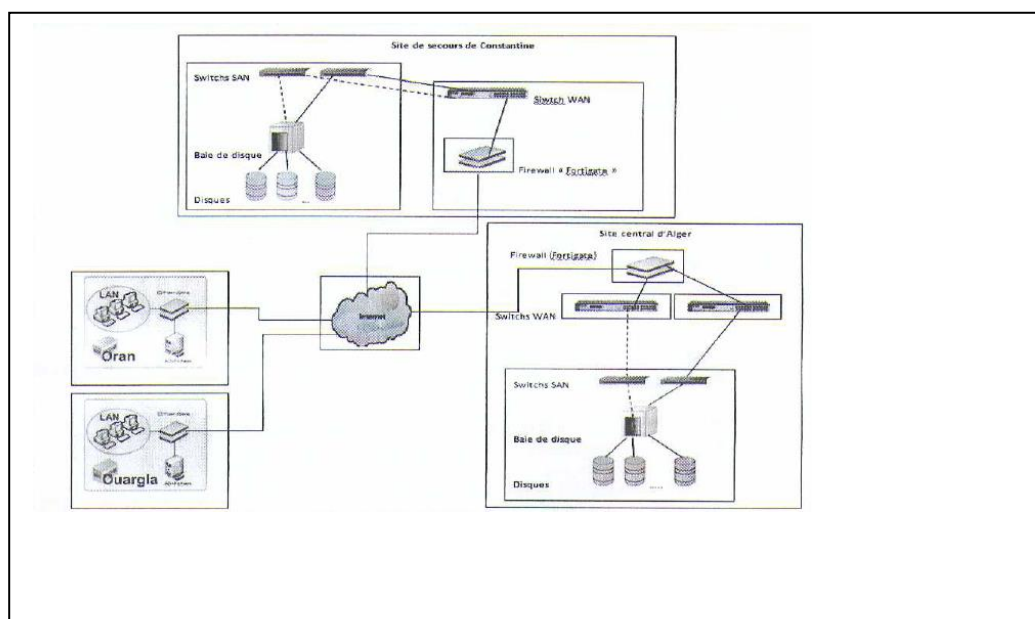 Site de secours de Constantine
Switchs SAN
Siwtch WAN
Baie de disque
Firewall « Fortigate »
Disques
Site central d'Alger
Firewall (Fortigate)
LAN
Oran
Internet
Switchs WAN
Switchs SAN
LAN
Ouargla
Baie de disque
Disques